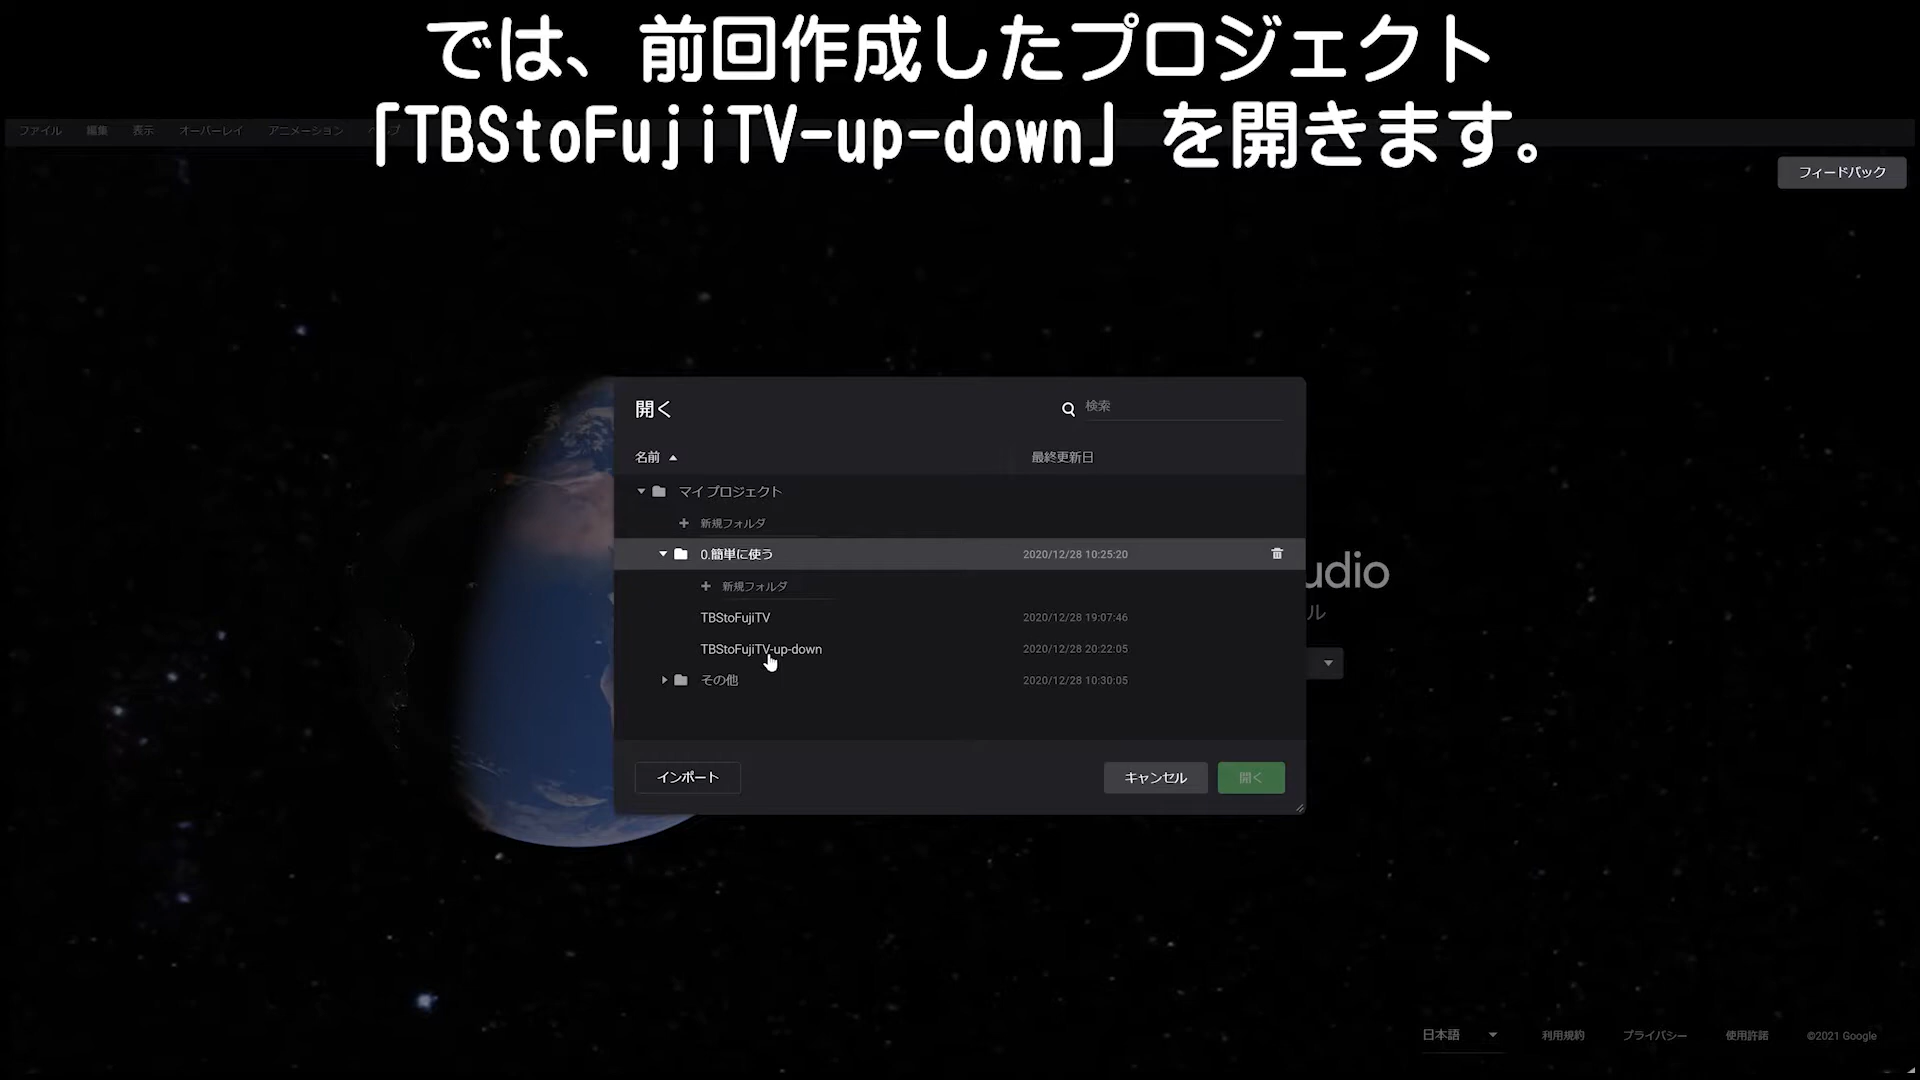 では、前回作成したプロジェクト
「TBStoFujiTV-up-down」を開きます。
ファイル 編集 表示 オーバーレイ アニメーション ヘルプ
フィードバック
開く
検索
名前 最終更新日
マイ プロジェクト
新規フォルダ
0.簡単に使う 2020/12/28 10:25:20
新規フォルダ
udio
TBStoFujiTV 2020/12/28 19:07:46
ル
TBStoFujiTV-up-down 2020/12/28 20:22:05
その他 2020/12/28 10:30:05
インポート キャンセル 開く
日本語 利用規約 プライバシー 使用許諾 ©2021 Google